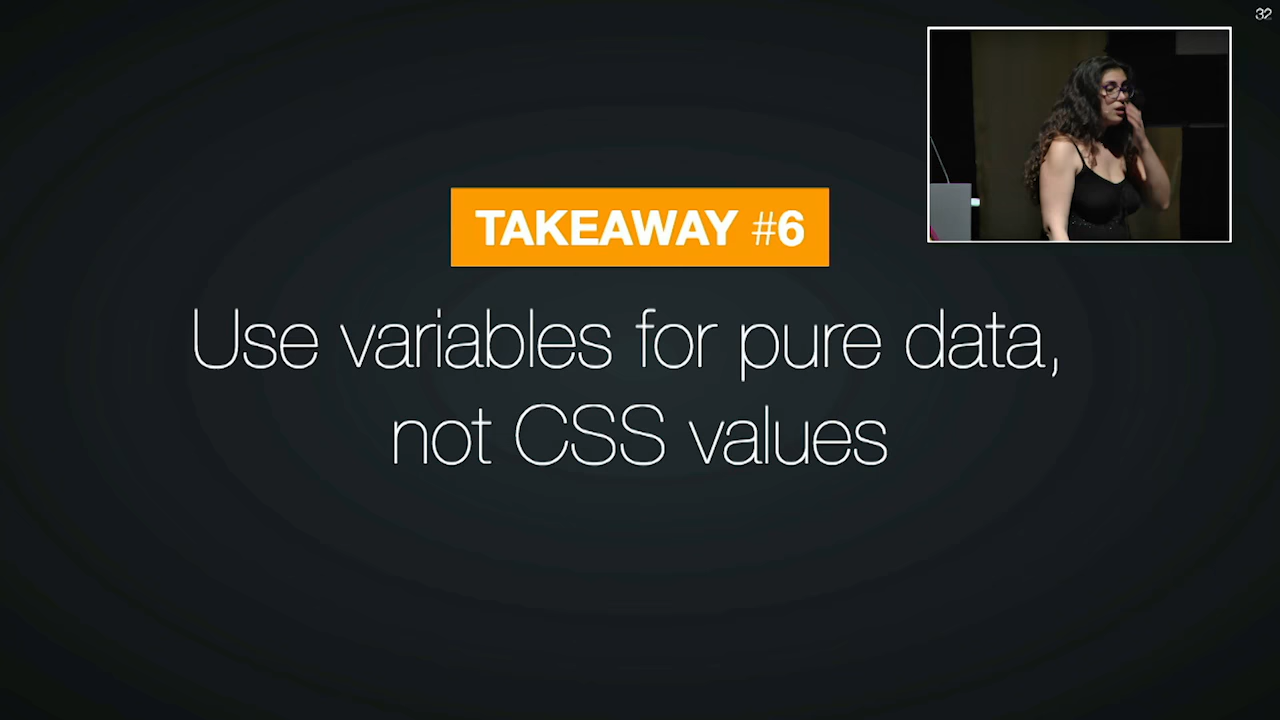 32
TAKEAWAY #6
Use variables for pure data,
not CSS values